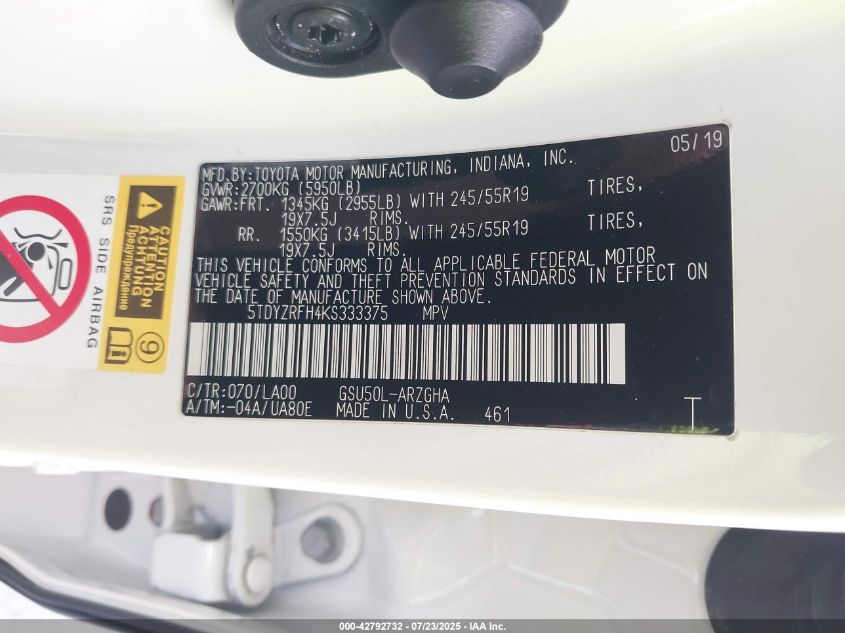 05/19
MFD.BY:TOYOTA MOTOR MANUFACTURING, INDIANA, INC.
GVWR:2700KG (5950LB)
GAWR:FRT. 1345KG (2955LB) WITH 245/55R19 TIRES,
19X7.5J RIMS.
RR. 1550KG (3415LB) WITH 245/55R19 TIRES,
19X7.5J RIMS.
THIS VEHICLE CONFORMS TO ALL APPLICABLE FEDERAL MOTOR
VEHICLE SAFETY AND THEFT PREVENTION STANDARDS IN EFFECT ON
THE DATE OF MANUFACTURE SHOWN ABOVE.
5TDYZRFH4KS333375 MPV
C/TR:070/LA00 GSU50L-ARZGHA
A/TM:-04A/UA80E MADE IN U.S.A. 461
T
SRS SIDE AIRBAG
CAUTION
ATTENTION
ACHTUNG
Предупреждение
9
000-42792732 - 07/23/2025 - IAA Inc.